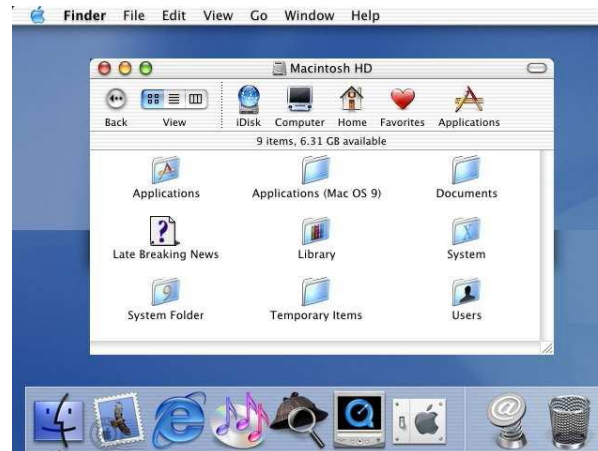 Finder File Edit View Go Window Help
Macintosh HD
Back View iDisk Computer Home Favorites Applications
9 items, 6.31 GB available
Applications Applications (Mac OS 9) Documents
Late Breaking News Library System
System Folder Temporary Items Users